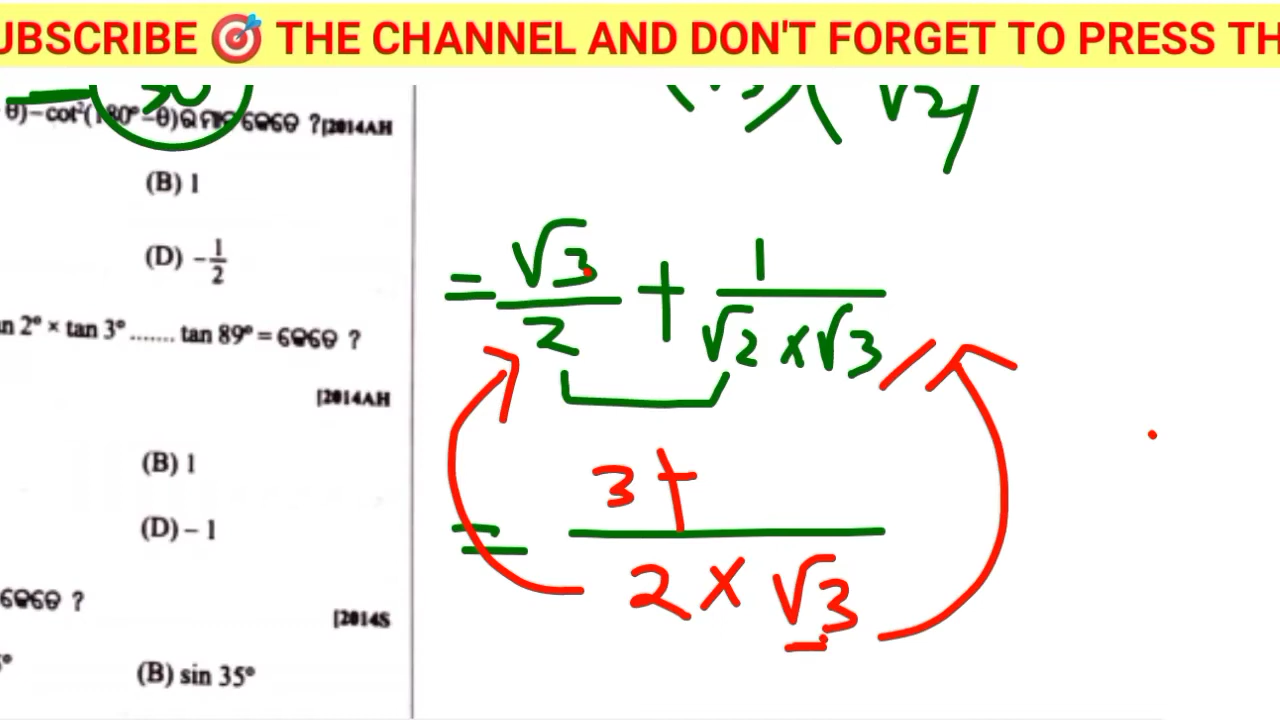 UBSCRIBE 🎯 THE CHANNEL AND DON'T FORGET TO PRESS TH
θ)–cot²(180°–θ)ର ମାନ କେତେ ? [2014AH
(B) 1
(D) –1/2
n 2° × tan 3° ....... tan 89° = କେତେ ?
[2014AH
(B) 1
(D) – 1
କେତେ ?
[2014S
(B) sin 35°
= √3/2 + 1/(√2 × √3)
= 3 +
2 × √3